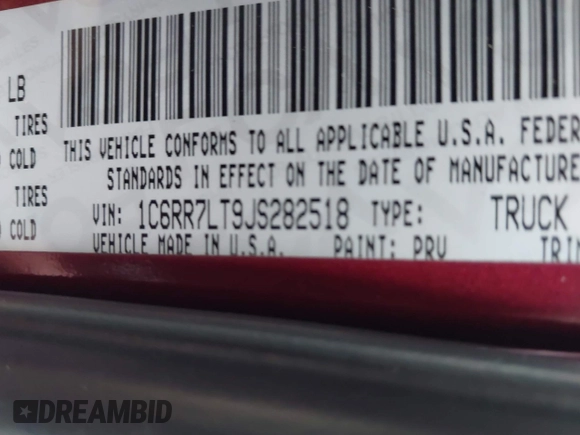 LB
TIRES
COLD
TIRES
COLD
THIS VEHICLE CONFORMS TO ALL APPLICABLE U.S.A. FEDER
STANDARDS IN EFFECT ON THE DATE OF MANUFACTURE
VIN: 1C6RR7LT9JS282518 TYPE: TRUCK
VEHICLE MADE IN U.S.A. PAINT: PRV TRIM
DREAMBID